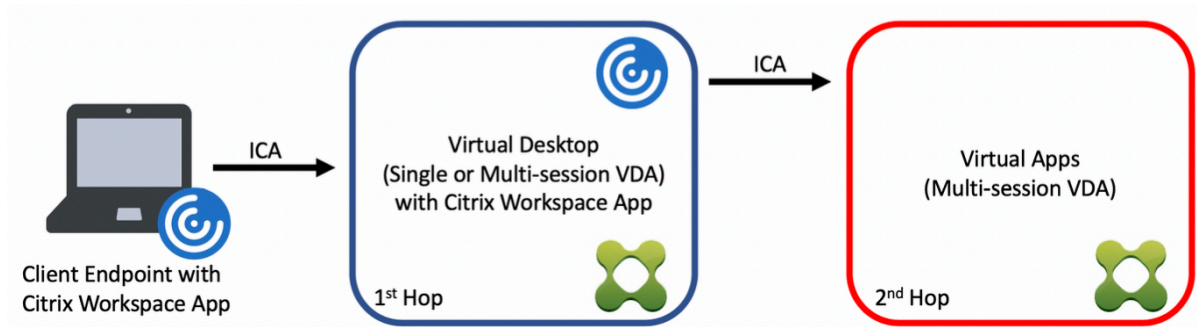 Client Endpoint with
Citrix Workspace App
ICA
Virtual Desktop
(Single or Multi-session VDA)
with Citrix Workspace App
1st Hop
ICA
Virtual Apps
(Multi-session VDA)
2nd Hop